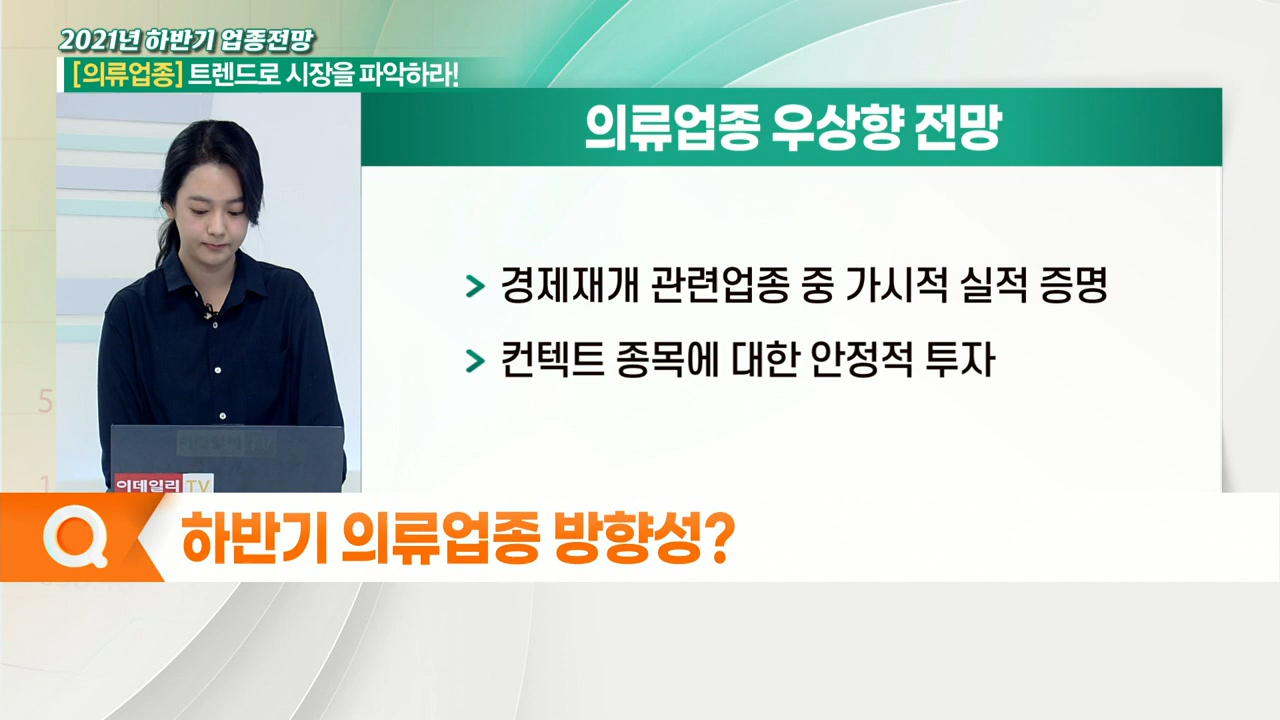 2021년 하반기 업종전망
[의류업종] 트렌드로 시장을 파악하라!
의류업종 우상향 전망
> 경제재개 관련업종 중 가시적 실적 증명
> 컨텍트 종목에 대한 안정적 투자
5
1
이데일리 TV
Q 하반기 의류업종 방향성?